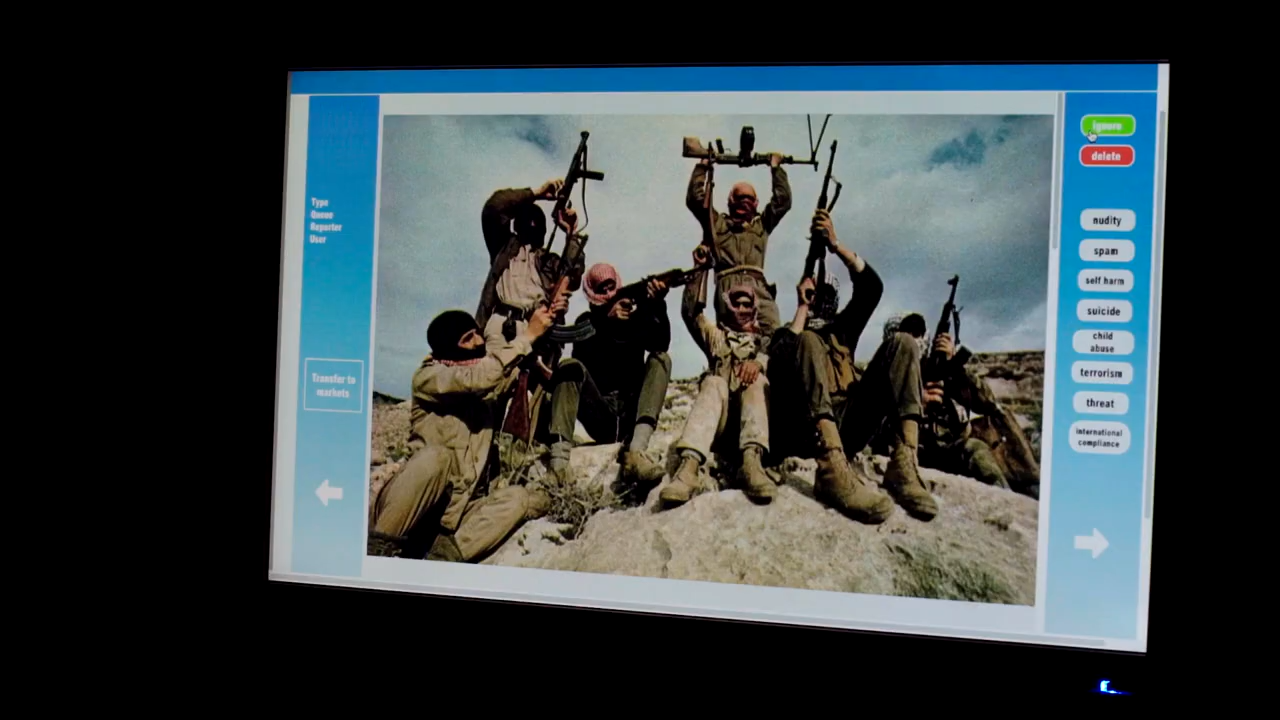 Type
Queue
Reporter
User
Transfer to
markets
ignore
delete
nudity
spam
self harm
suicide
child
abuse
terrorism
threat
international
compliance